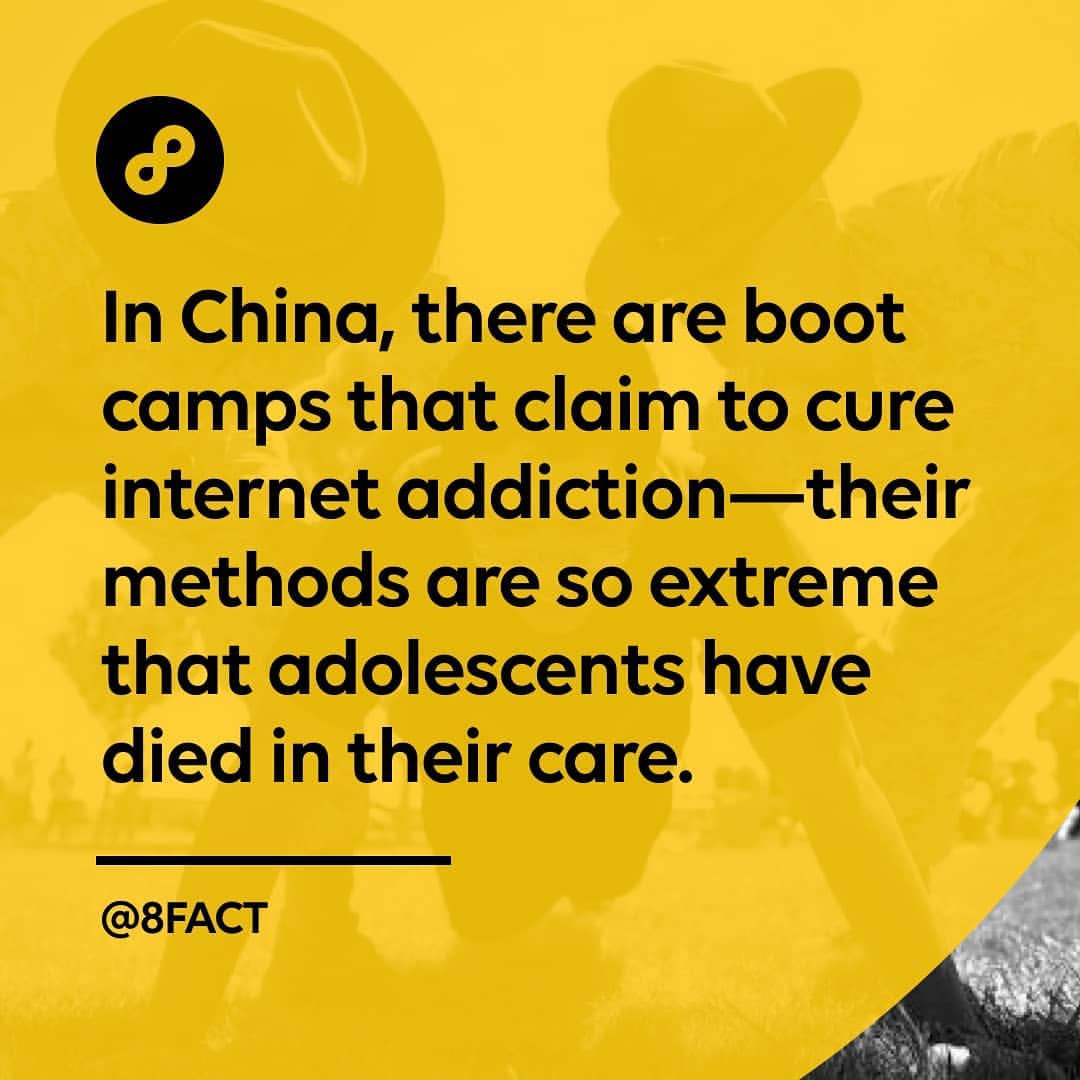 In China, there are boot
camps that claim to cure
internet addiction—their
methods are so extreme
that adolescents have
died in their care.
@8FACT